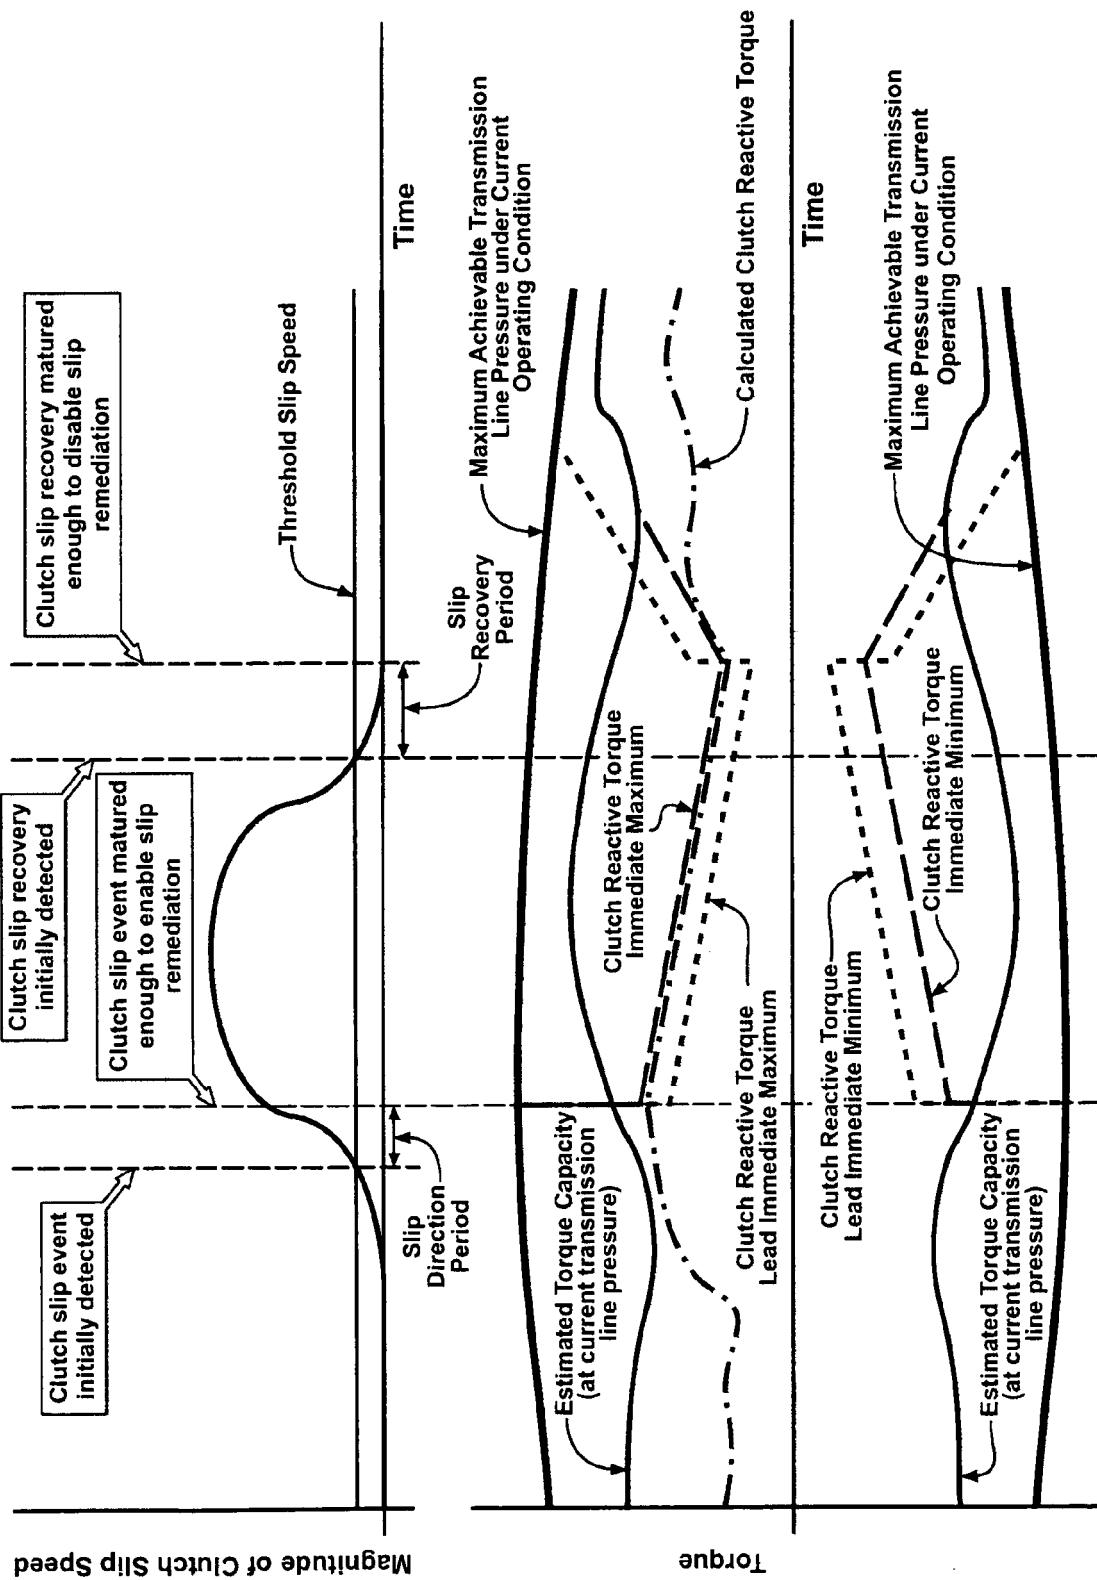 Clutch slip event
initially detected
Clutch slip recovery
initially detected
Clutch slip event matured
enough to enable slip
remediation
Clutch slip recovery matured
enough to disable slip
remediation
Threshold Slip Speed
Magnitude of Clutch Slip Speed
Time
Slip
Direction
Period
Slip
Recovery
Period
Maximum Achievable Transmission
Line Pressure under Current
Operating Condition
Estimated Torque Capacity
(at current transmission
line pressure)
Clutch Reactive Torque
Immediate Maximum
Calculated Clutch Reactive Torque
Clutch Reactive Torque
Lead Immediate Maximum
Torque
Time
Clutch Reactive Torque
Lead Immediate Minimum
Clutch Reactive Torque
Immediate Minimum
Maximum Achievable Transmission
Line Pressure under Current
Operating Condition
Estimated Torque Capacity
(at current transmission
line pressure)